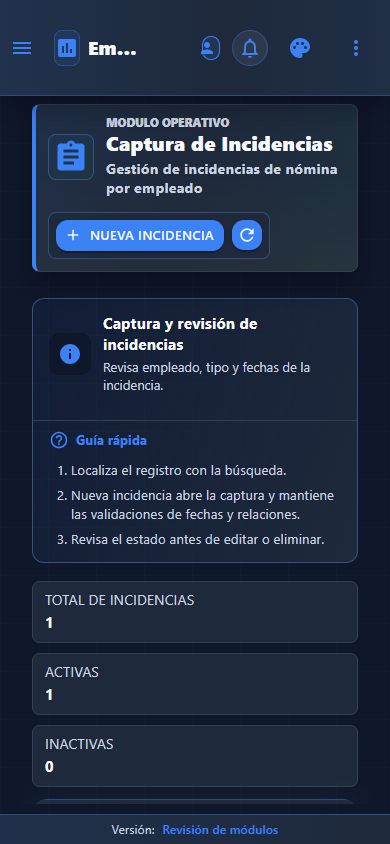 Em...
MODULO OPERATIVO
Captura de Incidencias
Gestión de incidencias de nómina
por empleado
NUEVA INCIDENCIA
Captura y revisión de
incidencias
Revisa empleado, tipo y fechas de la
incidencia.
Guía rápida
1. Localiza el registro con la búsqueda.
2. Nueva incidencia abre la captura y mantiene
las validaciones de fechas y relaciones.
3. Revisa el estado antes de editar o eliminar.
TOTAL DE INCIDENCIAS
1
ACTIVAS
1
INACTIVAS
0
Versión: Revisión de módulos